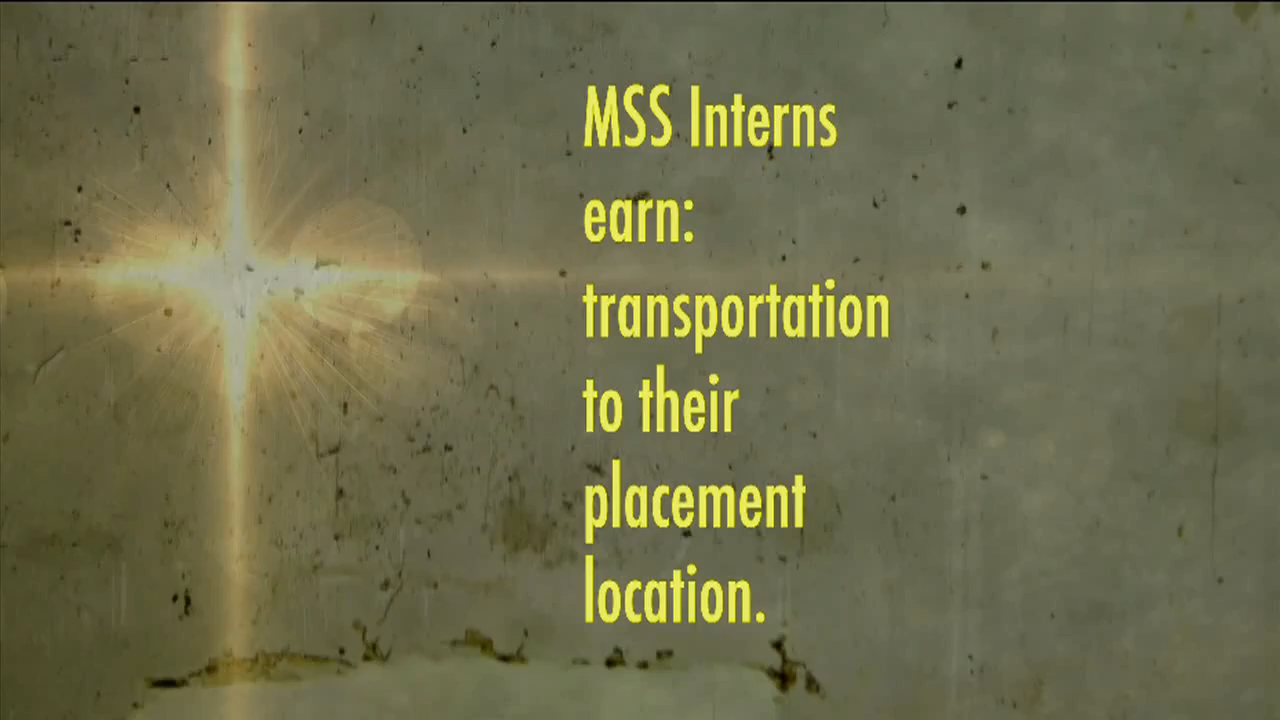 MSS Interns
earn:
transportation
to their
placement
location.